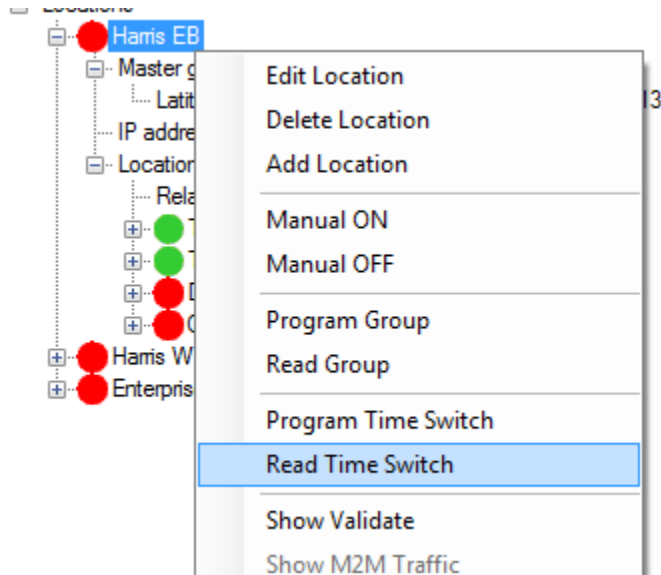 Locations
Harris EB
Master g
Latit
13
IP addre
Location
Rela
Harris W
Enterpris
Edit Location
Delete Location
Add Location
Manual ON
Manual OFF
Program Group
Read Group
Program Time Switch
Read Time Switch
Show Validate
Show M2M Traffic